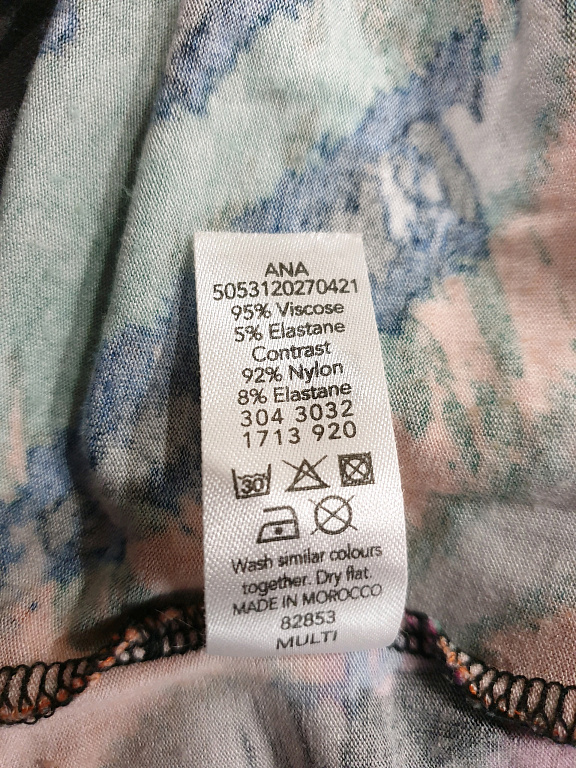 ANA
5053120270421
95% Viscose
5% Elastane
Contrast
92% Nylon
8% Elastane
304 3032
1713 920
30
Wash similar colours
together. Dry flat.
MADE IN MOROCCO
82853
MULTI